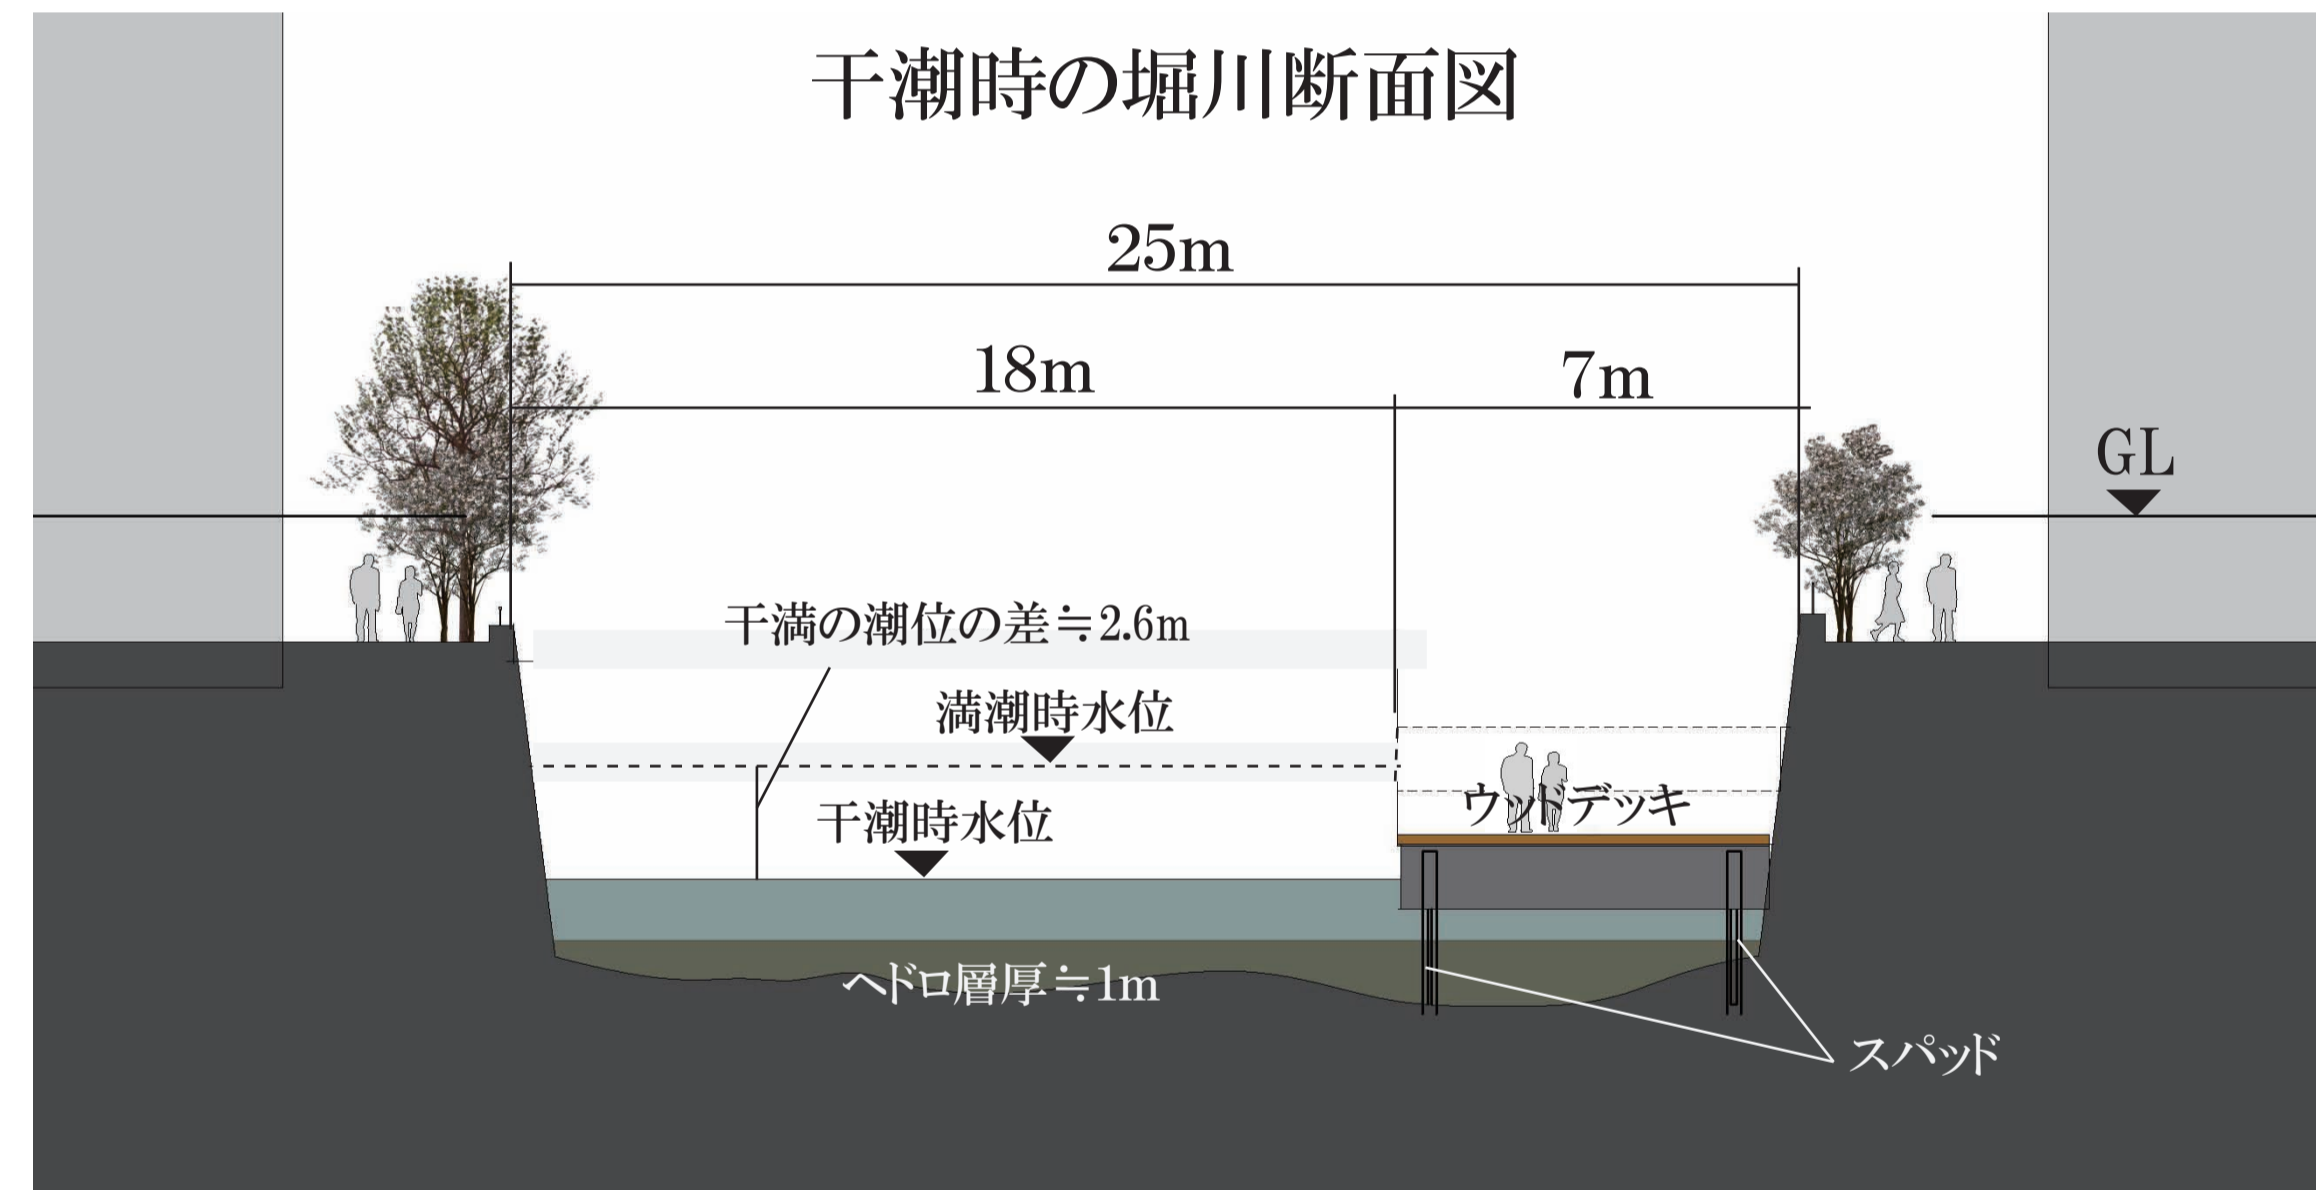 干潮時の堀川断面図
25m
18m
7m
GL
干満の潮位の差≒2.6m
満潮時水位
干潮時水位
ウッドデッキ
ヘドロ層厚≒1m
スパッド